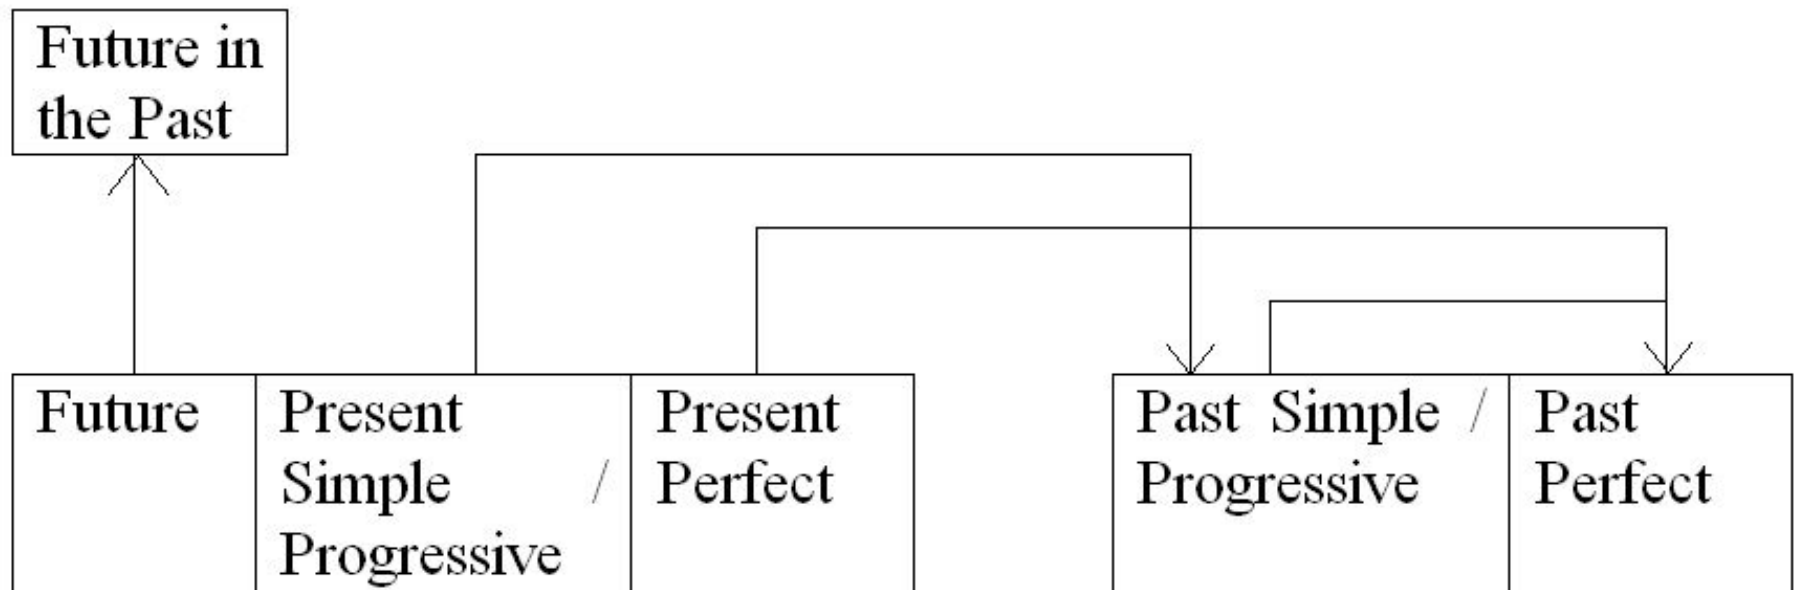 Future in
the Past
Future
Present
Simple /
Progressive
Present
Perfect
Past Simple /
Progressive
Past
Perfect